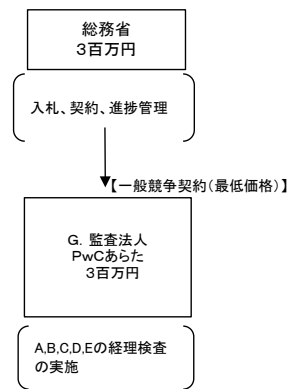 総務省
3百万円
入札、契約、進捗管理
【一般競争契約(最低価格)】
G. 監査法人
PwCあらた
3百万円
A,B,C,D,Eの経理検査
の実施